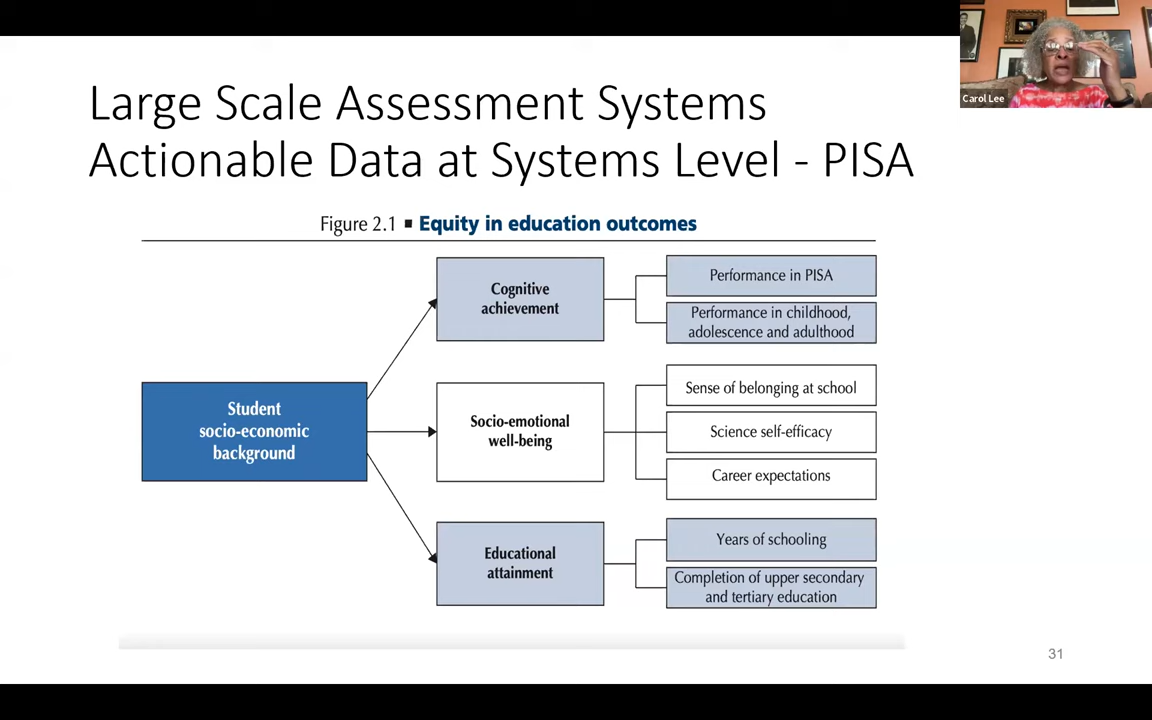 Carol Lee
Large Scale Assessment Systems
Actionable Data at Systems Level - PISA
Figure 2.1 ■ Equity in education outcomes
Student
socio-economic
background
Cognitive
achievement
Performance in PISA
Performance in childhood,
adolescence and adulthood
Socio-emotional
well-being
Sense of belonging at school
Science self-efficacy
Career expectations
Educational
attainment
Years of schooling
Completion of upper secondary
and tertiary education
31